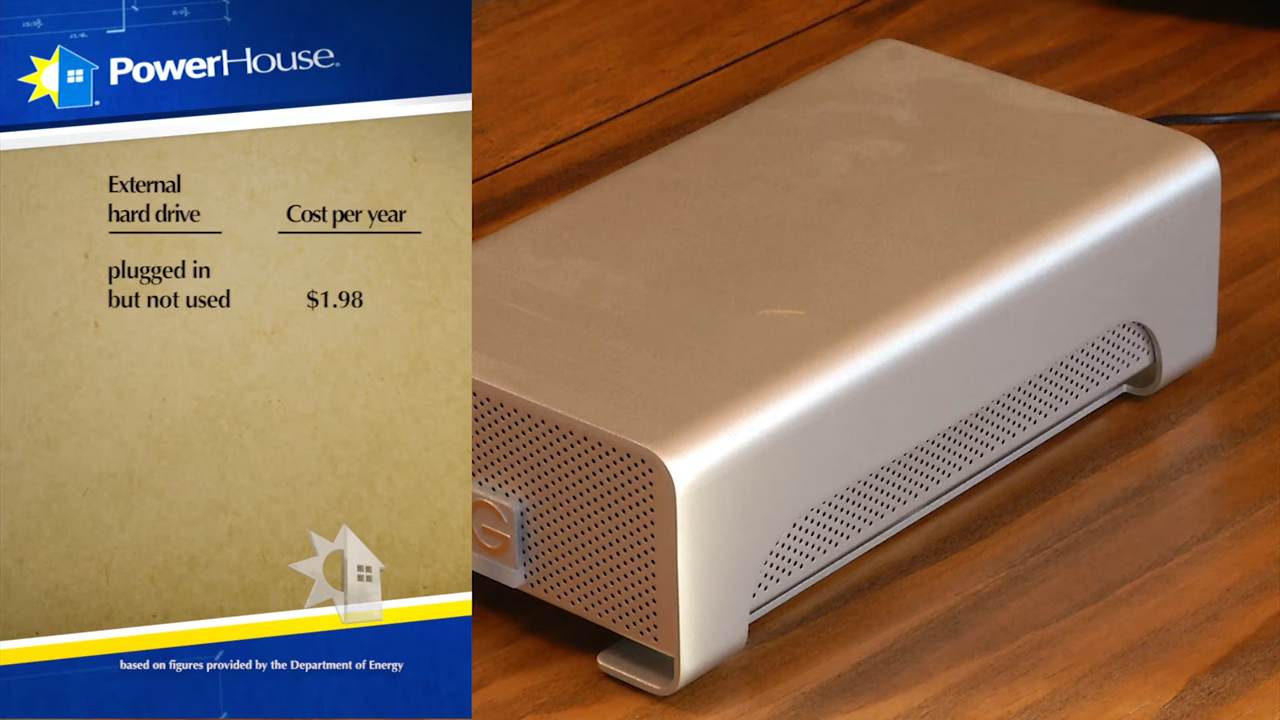 PowerHouse®
External
hard drive
Cost per year
plugged in
but not used
$1.98
G
based on figures provided by the Department of Energy